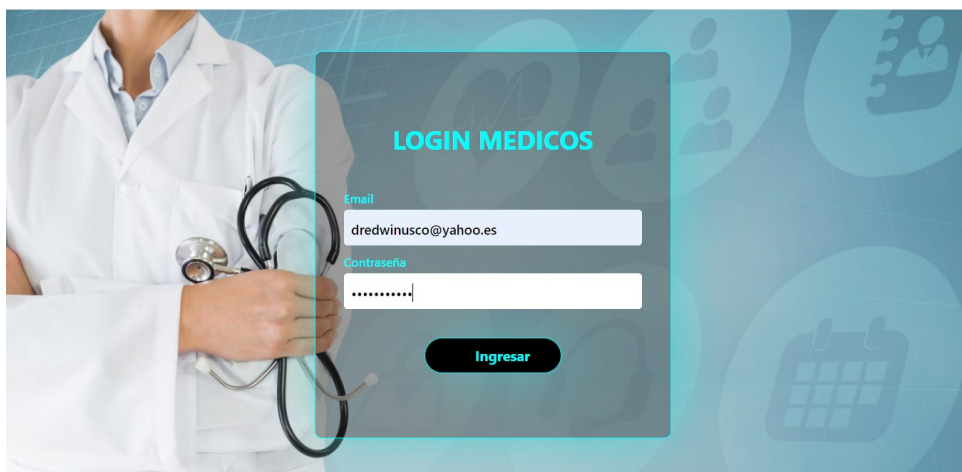 LOGIN MEDICOS
Email
dredwinusco@yahoo.es
Contraseña
•••••••••••
Ingresar